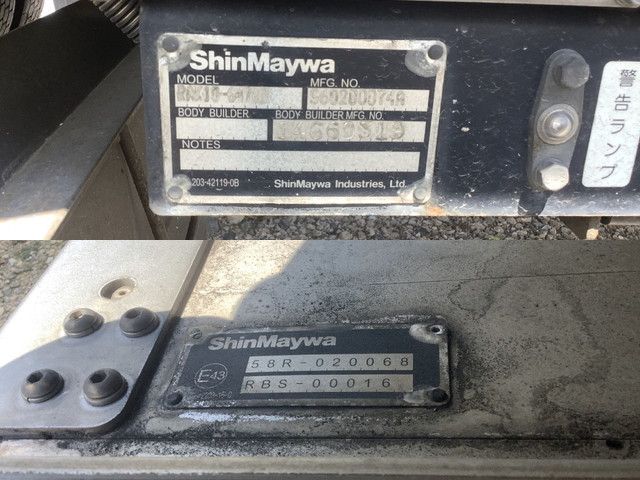 ShinMaywa
MODEL
MFG. NO.
BODY BUILDER
BODY BUILDER MFG. NO.
NOTES
203-42119-0B
ShinMaywa Industries, Ltd.
警告ランプ
ShinMaywa
E43
58R-020068
RBS-00016